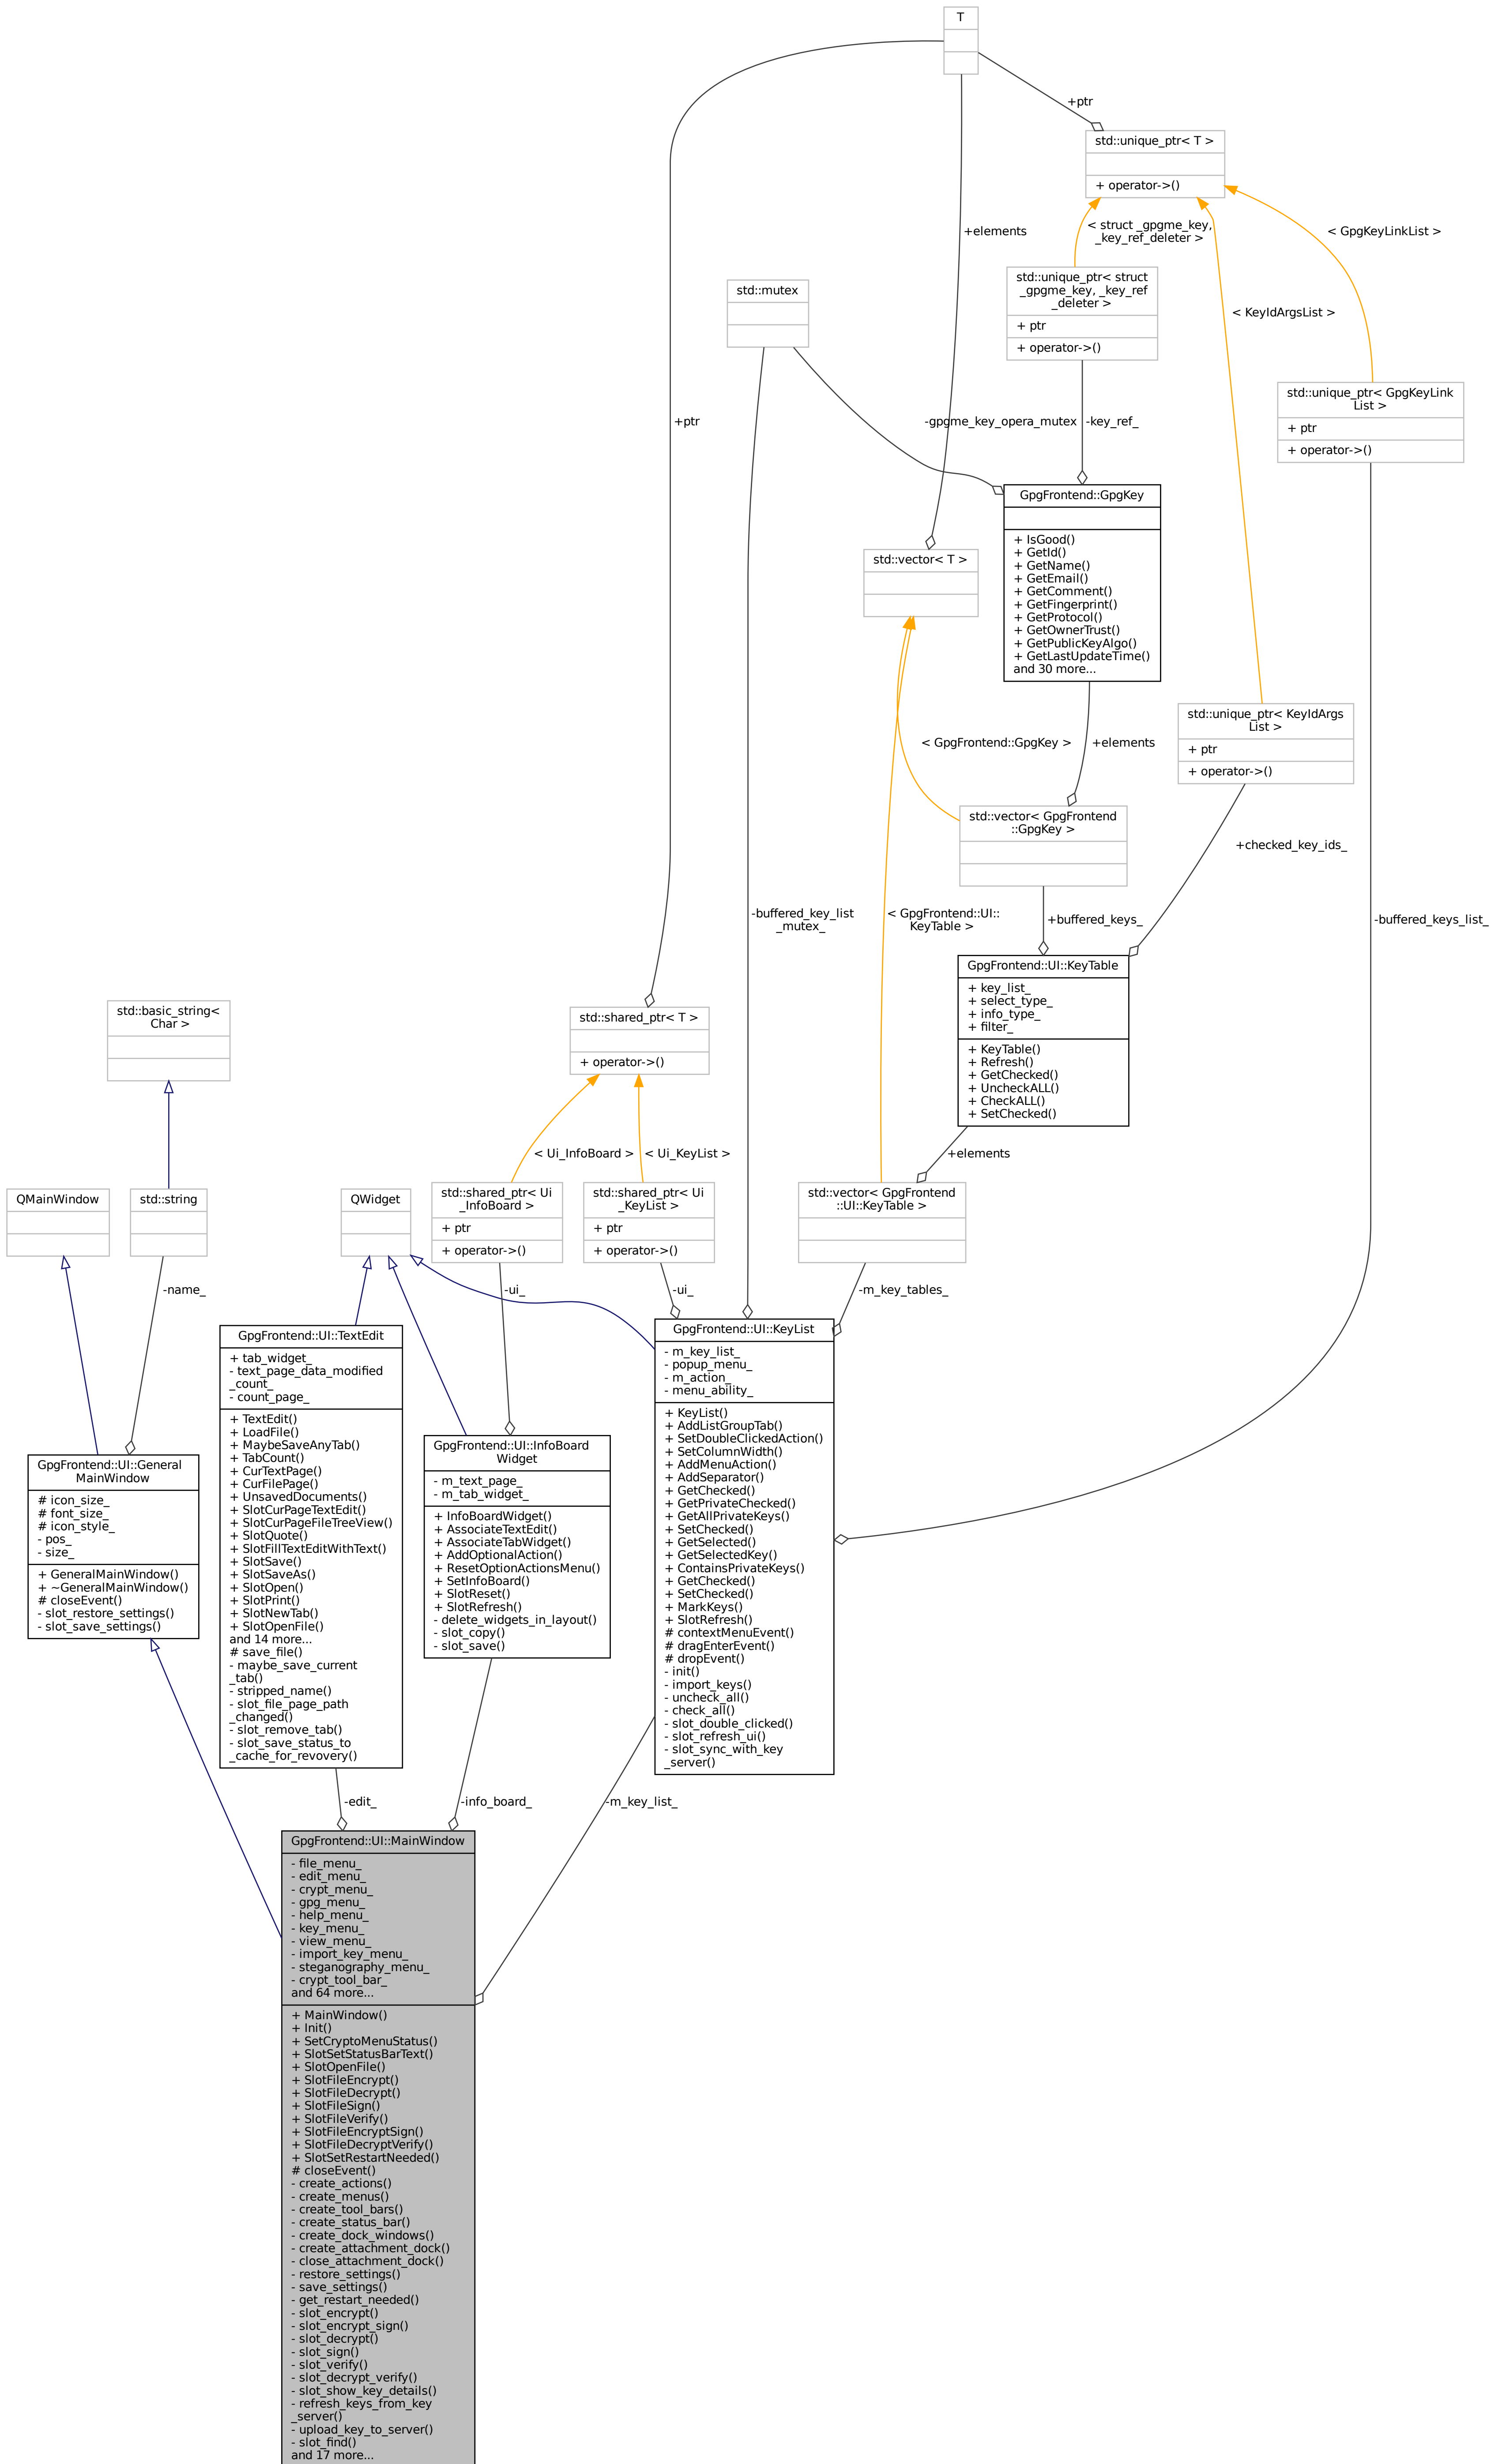 T
+ptr
std::unique_ptr< T >
+ operator->()
+elements
< struct _gpgme_key,
_key_ref_deleter >
< GpgKeyLinkList >
std::mutex
std::unique_ptr< struct
_gpgme_key, _key_ref
_deleter >
+ ptr
+ operator->()
< KeyIdArgsList >
std::unique_ptr< GpgKeyLink
List >
+ ptr
+ operator->()
+ptr
-gpgme_key_opera_mutex
-key_ref_
GpgFrontend::GpgKey
+ IsGood()
+ GetId()
+ GetName()
+ GetEmail()
+ GetComment()
+ GetFingerprint()
+ GetProtocol()
+ GetOwnerTrust()
+ GetPublicKeyAlgo()
+ GetLastUpdateTime()
and 30 more...
std::vector< T >
std::unique_ptr< KeyIdArgs
List >
+ ptr
+ operator->()
< GpgFrontend::GpgKey >
+elements
std::vector< GpgFrontend
::GpgKey >
+checked_key_ids_
-buffered_key_list
_mutex_
< GpgFrontend::UI::
KeyTable >
+buffered_keys_
-buffered_keys_list_
GpgFrontend::UI::KeyTable
+ key_list_
+ select_type_
+ info_type_
+ filter_
+ KeyTable()
+ Refresh()
+ GetChecked()
+ UncheckALL()
+ CheckALL()
+ SetChecked()
std::basic_string<
Char >
std::shared_ptr< T >
+ operator->()
< Ui_InfoBoard >
< Ui_KeyList >
+elements
QMainWindow
std::string
QWidget
std::shared_ptr< Ui
_InfoBoard >
+ ptr
+ operator->()
std::shared_ptr< Ui
_KeyList >
+ ptr
+ operator->()
std::vector< GpgFrontend
::UI::KeyTable >
-name_
-ui_
-ui_
-m_key_tables_
GpgFrontend::UI::TextEdit
+ tab_widget_
- text_page_data_modified
_count_
- count_page_
+ TextEdit()
+ LoadFile()
+ MaybeSaveAnyTab()
+ TabCount()
+ CurTextPage()
+ CurFilePage()
+ UnsavedDocuments()
+ SlotCurPageTextEdit()
+ SlotCurPageFileTreeView()
+ SlotQuote()
+ SlotFillTextEditWithText()
+ SlotSave()
+ SlotSaveAs()
+ SlotOpen()
+ SlotPrint()
+ SlotNewTab()
+ SlotOpenFile()
and 14 more...
# save_file()
- maybe_save_current
_tab()
- stripped_name()
- slot_file_page_path
_changed()
- slot_remove_tab()
- slot_save_status_to
_cache_for_revovery()
GpgFrontend::UI::KeyList
- m_key_list_
- popup_menu_
- m_action_
- menu_ability_
+ KeyList()
+ AddListGroupTab()
+ SetDoubleClickedAction()
+ SetColumnWidth()
+ AddMenuAction()
+ AddSeparator()
+ GetChecked()
+ GetPrivateChecked()
+ GetAllPrivateKeys()
+ SetChecked()
+ GetSelected()
+ GetSelectedKey()
+ ContainsPrivateKeys()
+ GetChecked()
+ SetChecked()
+ MarkKeys()
+ SlotRefresh()
# contextMenuEvent()
# dragEnterEvent()
# dropEvent()
- init()
- import_keys()
- uncheck_all()
- check_all()
- slot_double_clicked()
- slot_refresh_ui()
- slot_sync_with_key
_server()
GpgFrontend::UI::General
MainWindow
# icon_size_
# font_size_
# icon_style_
- pos_
- size_
+ GeneralMainWindow()
+ ~GeneralMainWindow()
# closeEvent()
- slot_restore_settings()
- slot_save_settings()
GpgFrontend::UI::InfoBoard
Widget
- m_text_page_
- m_tab_widget_
+ InfoBoardWidget()
+ AssociateTextEdit()
+ AssociateTabWidget()
+ AddOptionalAction()
+ ResetOptionActionsMenu()
+ SetInfoBoard()
+ SlotReset()
+ SlotRefresh()
- delete_widgets_in_layout()
- slot_copy()
- slot_save()
-edit_
-info_board_
-m_key_list_
GpgFrontend::UI::MainWindow
- file_menu_
- edit_menu_
- crypt_menu_
- gpg_menu_
- help_menu_
- key_menu_
- view_menu_
- import_key_menu_
- steganography_menu_
- crypt_tool_bar_
and 64 more...
+ MainWindow()
+ Init()
+ SetCryptoMenuStatus()
+ SlotSetStatusBarText()
+ SlotOpenFile()
+ SlotFileEncrypt()
+ SlotFileDecrypt()
+ SlotFileSign()
+ SlotFileVerify()
+ SlotFileEncryptSign()
+ SlotFileDecryptVerify()
+ SlotSetRestartNeeded()
# closeEvent()
- create_actions()
- create_menus()
- create_tool_bars()
- create_status_bar()
- create_dock_windows()
- create_attachment_dock()
- close_attachment_dock()
- restore_settings()
- save_settings()
- get_restart_needed()
- slot_encrypt()
- slot_encrypt_sign()
- slot_decrypt()
- slot_sign()
- slot_verify()
- slot_decrypt_verify()
- slot_show_key_details()
- refresh_keys_from_key
_server()
- upload_key_to_server()
- slot_find()
and 17 more...